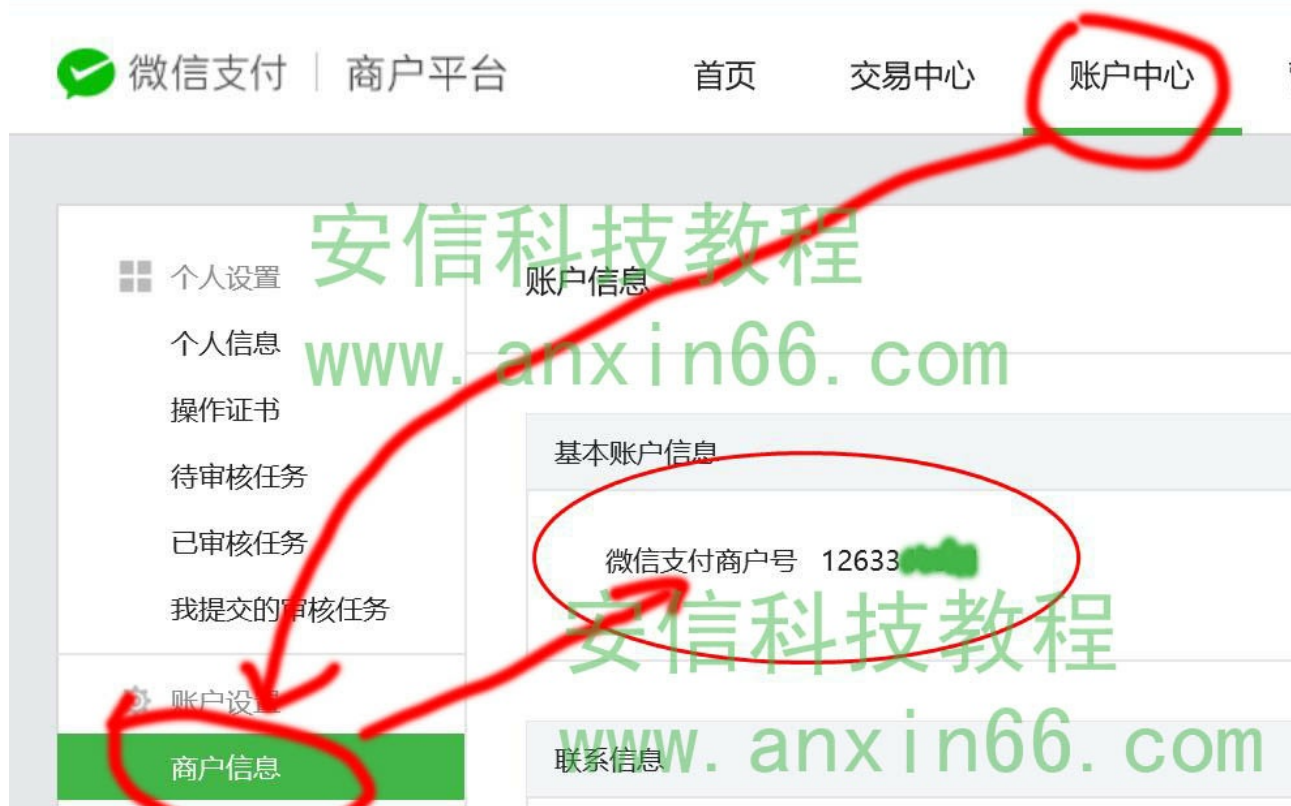 微信支付 | 商户平台
首页
交易中心
账户中心
安信科技教程
www.anxin66.com
个人设置
个人信息
操作证书
待审核任务
已审核任务
我提交的审核任务
账户设置
商户信息
账户信息
基本账户信息
微信支付商户号 12633
安信科技教程
www.anxin66.com
联系信息